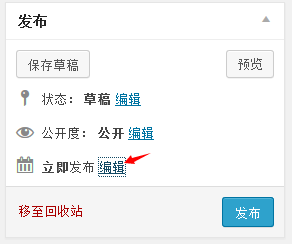 发布
保存草稿 预览
状态： 草稿 编辑
公开度： 公开 编辑
立即发布 编辑
移至回收站 发布